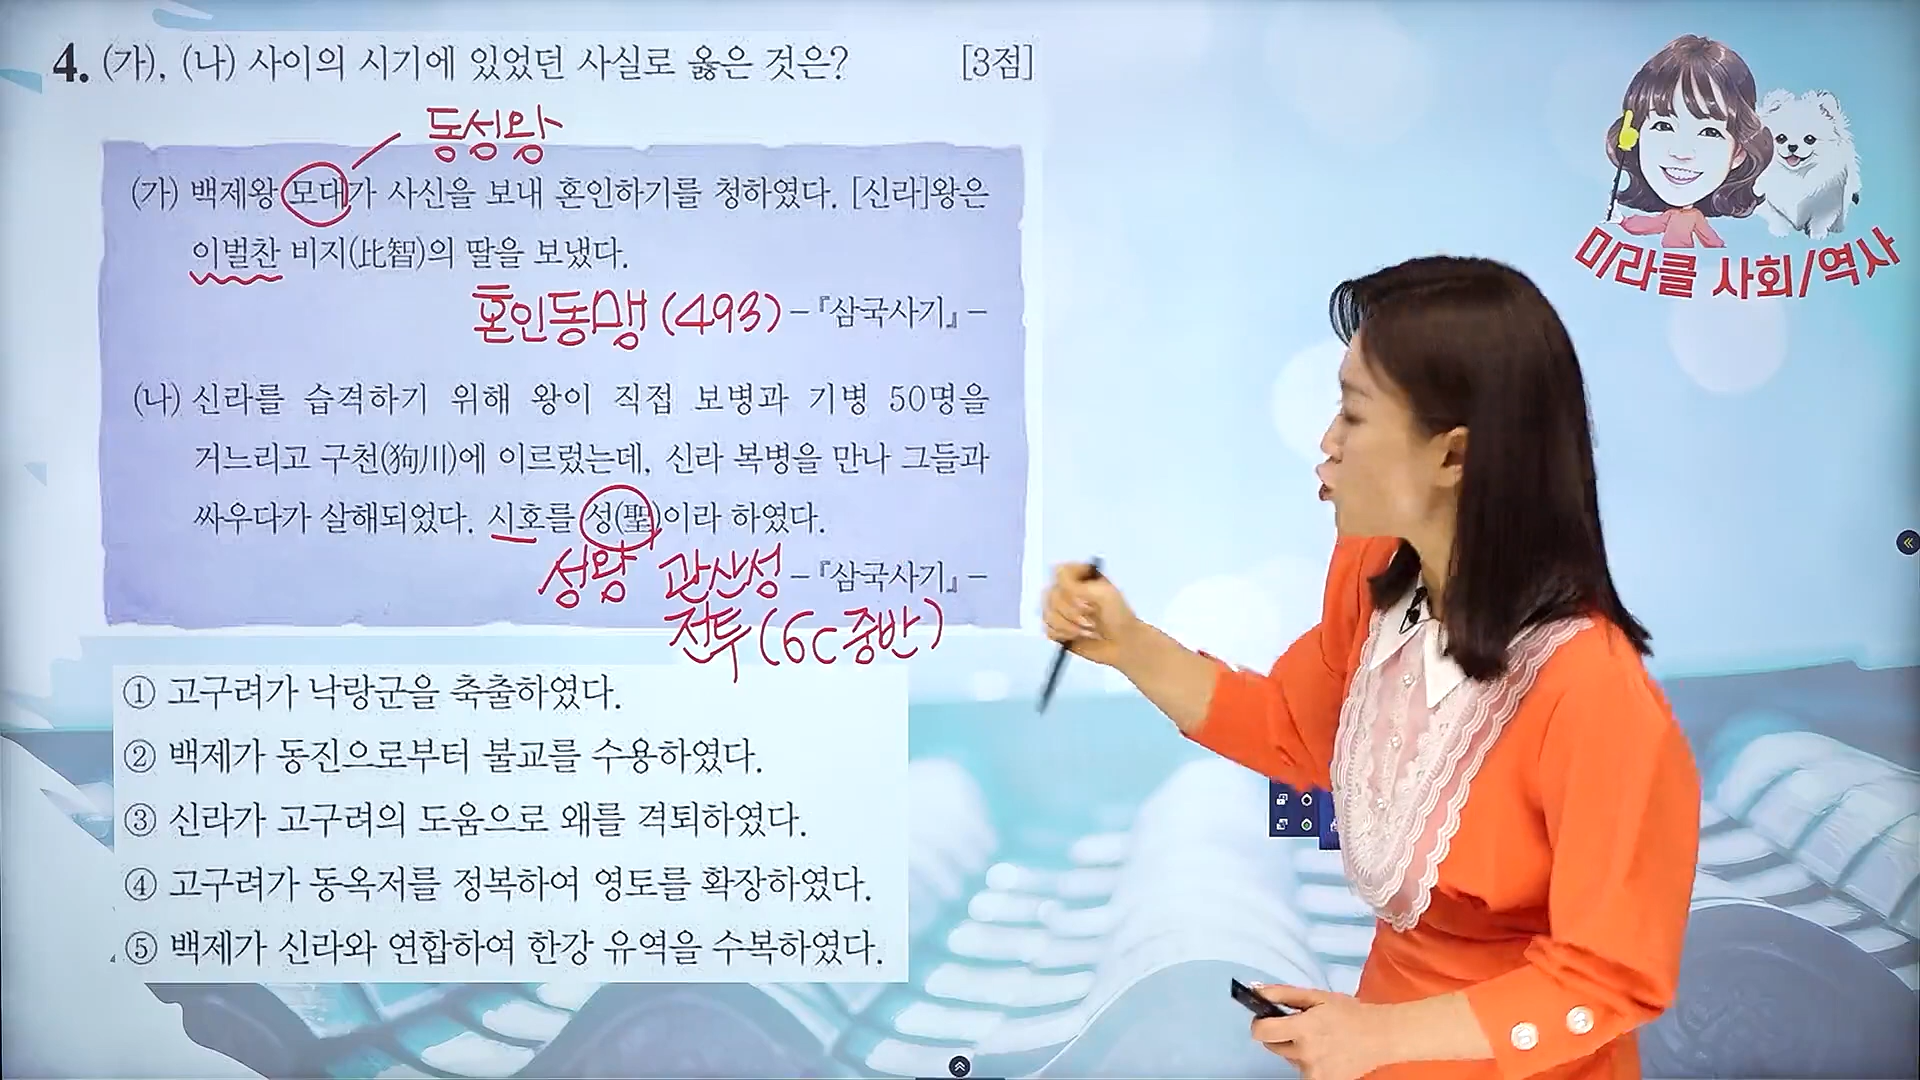 4. (가), (나) 사이의 시기에 있었던 사실로 옳은 것은? [3점]
동성왕
(가) 백제왕 모대가 사신을 보내 혼인하기를 청하였다. [신라]왕은
이벌찬 비지(比智)의 딸을 보냈다.
혼인동맹 (493) -『삼국사기』-
(나) 신라를 습격하기 위해 왕이 직접 보병과 기병 50명을
거느리고 구천(狗川)에 이르렀는데, 신라 복병을 만나 그들과
싸우다가 살해되었다. 시호를 성(聖)이라 하였다.
성왕 관산성 -『삼국사기』-
전투 (6C 중반)
① 고구려가 낙랑군을 축출하였다.
② 백제가 동진으로부터 불교를 수용하였다.
③ 신라가 고구려의 도움으로 왜를 격퇴하였다.
④ 고구려가 동옥저를 정복하여 영토를 확장하였다.
⑤ 백제가 신라와 연합하여 한강 유역을 수복하였다.
미라클 사회/역사